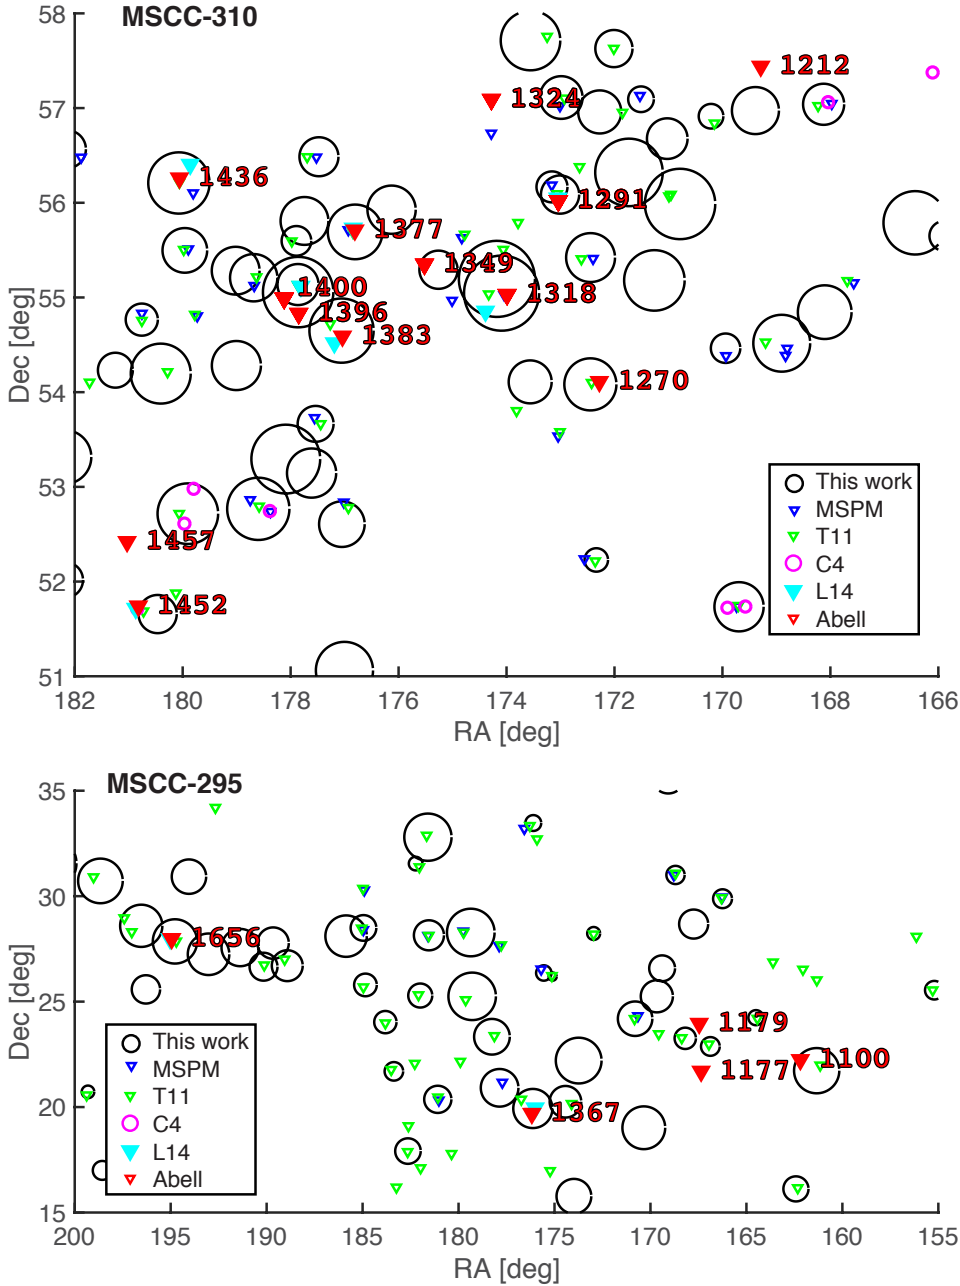 MSCC-310
58
57
56
55
54
53
52
51
Dec [deg]
1212
1324
1436
1291
1377
1349
1400
1318
1396
1383
1270
1457
1452
This work
MSPM
T11
C4
L14
Abell
182
180
178
176
174
172
170
168
166
RA [deg]
MSCC-295
35
30
25
20
15
Dec [deg]
1656
1179
1100
1177
1367
This work
MSPM
T11
C4
L14
Abell
200
195
190
185
180
175
170
165
160
155
RA [deg]